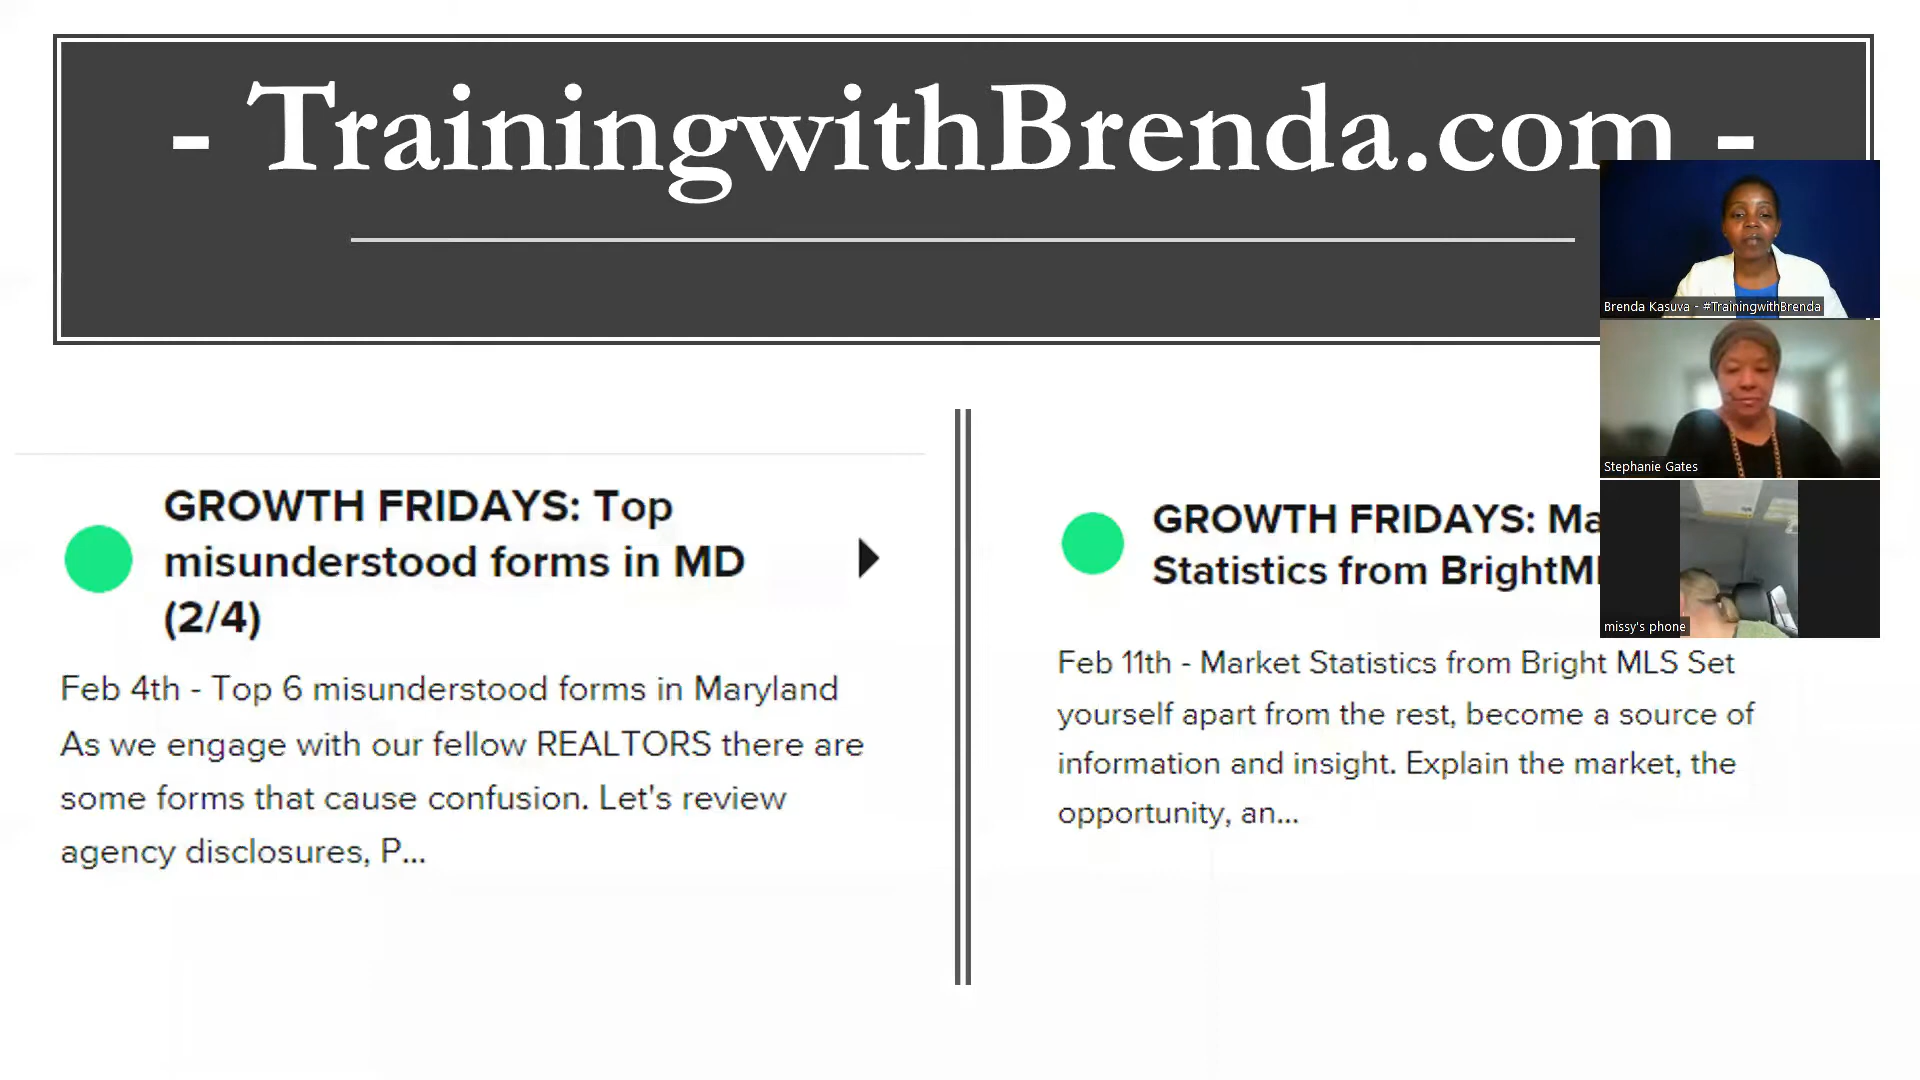 - TrainingwithBrenda.com -
Brenda Kasuva - #TrainingwithBrenda
Stephanie Gates
missy's phone
GROWTH FRIDAYS: Top
misunderstood forms in MD
(2/4)
Feb 4th - Top 6 misunderstood forms in Maryland
As we engage with our fellow REALTORS there are
some forms that cause confusion. Let's review
agency disclosures, P...
GROWTH FRIDAYS:
Statistics from
Feb 11th - Market Statistics from Bright MLS Set
yourself apart from the rest, become a source of
information and insight. Explain the market, the
opportunity, an...